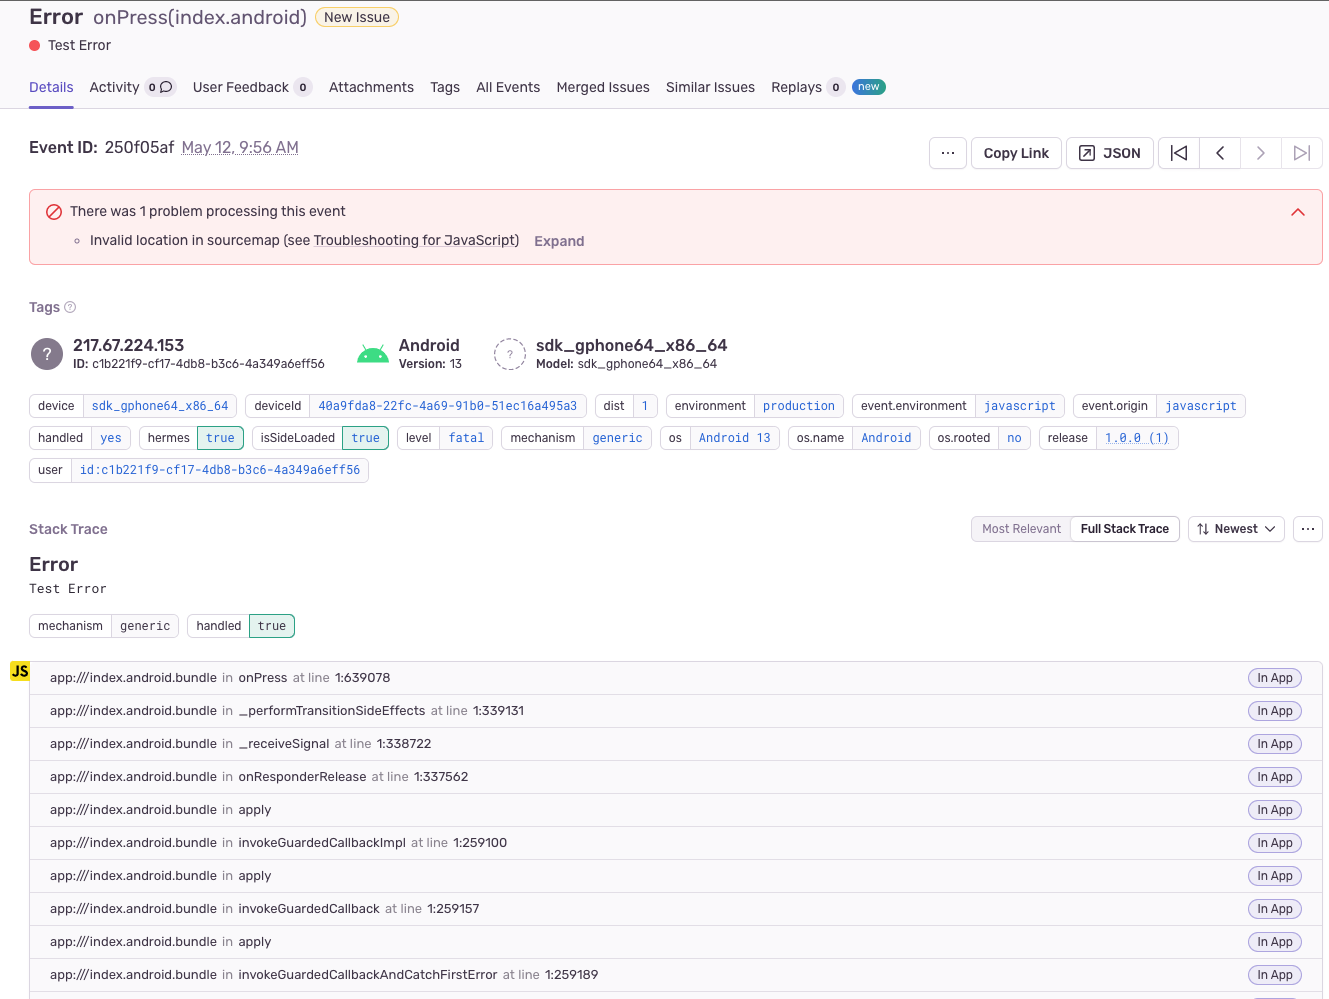 Error onPress(index.android) New Issue
Test Error
Details Activity 0 User Feedback 0 Attachments Tags All Events Merged Issues Similar Issues Replays 0 new
Event ID: 250f05af May 12, 9:56 AM ... Copy Link JSON
There was 1 problem processing this event
Invalid location in sourcemap (see Troubleshooting for JavaScript) Expand
Tags ?
? 217.67.224.153 Android ? sdk_gphone64_x86_64
ID: c1b221f9-cf17-4db8-b3c6-4a349a6eff56 Version: 13 Model: sdk_gphone64_x86_64
device sdk_gphone64_x86_64 deviceId 40a9fda8-22fc-4a69-91b0-51ec16a495a3 dist 1 environment production event.environment javascript event.origin javascript
handled yes hermes true isSideLoaded true level fatal mechanism generic os Android 13 os.name Android os.rooted no release 1.0.0 (1)
user id:c1b221f9-cf17-4db8-b3c6-4a349a6eff56
Stack Trace Most Relevant Full Stack Trace Newest ...
Error
Test Error
mechanism generic handled true
JS app:///index.android.bundle in onPress at line 1:639078 In App
app:///index.android.bundle in _performTransitionSideEffects at line 1:339131 In App
app:///index.android.bundle in _receiveSignal at line 1:338722 In App
app:///index.android.bundle in onResponderRelease at line 1:337562 In App
app:///index.android.bundle in apply In App
app:///index.android.bundle in invokeGuardedCallbackImpl at line 1:259100 In App
app:///index.android.bundle in apply In App
app:///index.android.bundle in invokeGuardedCallback at line 1:259157 In App
app:///index.android.bundle in apply In App
app:///index.android.bundle in invokeGuardedCallbackAndCatchFirstError at line 1:259189 In App